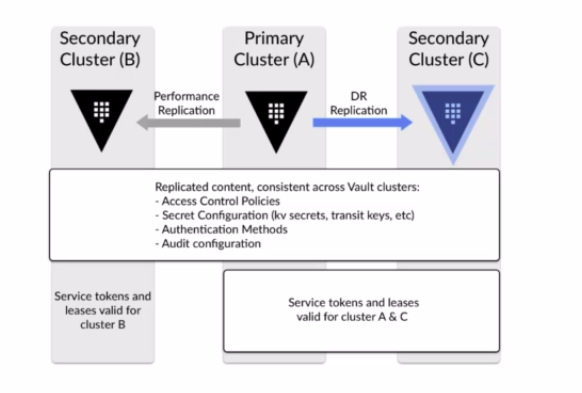 Secondary
Cluster (B)
Primary
Cluster (A)
Secondary
Cluster (C)
Performance
Replication
DR
Replication
Replicated content, consistent across Vault clusters:
- Access Control Policies
- Secret Configuration (kv secrets, transit keys, etc)
- Authentication Methods
- Audit configuration
Service tokens and
leases valid for
cluster B
Service tokens and leases
valid for cluster A & C